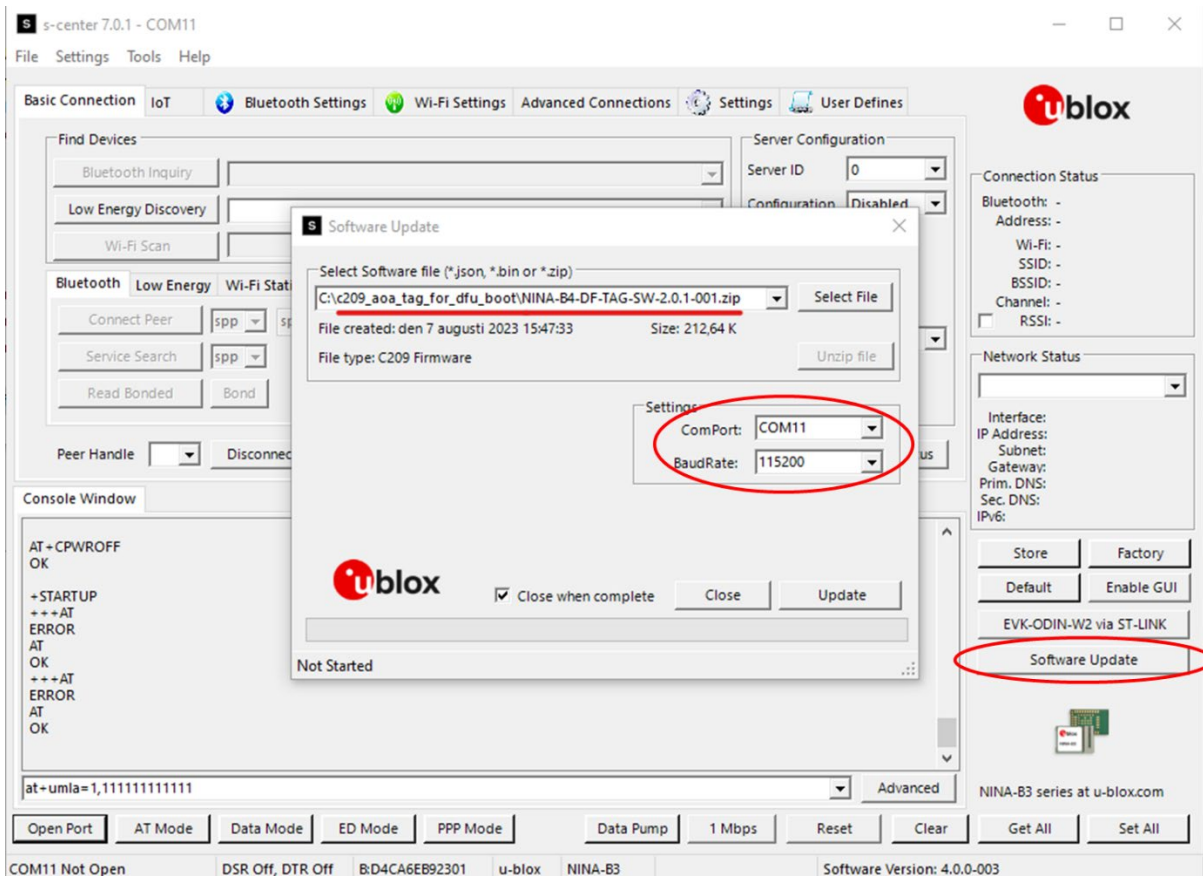 s-center 7.0.1 - COM11
File Settings Tools Help
Basic Connection IoT Bluetooth Settings Wi-Fi Settings Advanced Connections Settings User Defines
ublox
Find Devices
Bluetooth Inquiry
Low Energy Discovery
Wi-Fi Scan
Server Configuration
Server ID 0
Configuration Disabled
Connection Status
Bluetooth: -
Address: -
Wi-Fi: -
SSID: -
BSSID: -
Channel: -
RSSI: -
Bluetooth Low Energy Wi-Fi Stati
Connect Peer spp sp
Service Search spp
Read Bonded Bond
Peer Handle Disconnec
us
Software Update
Select Software file (*.json, *.bin or *.zip)
C:\c209_aoa_tag_for_dfu_boot\NINA-B4-DF-TAG-SW-2.0.1-001.zip Select File
File created: den 7 augusti 2023 15:47:33 Size: 212,64 K
File type: C209 Firmware Unzip file
Settings
ComPort: COM11
BaudRate: 115200
ublox
Close when complete Close Update
Not Started
Network Status
Interface:
IP Address:
Subnet:
Gateway:
Prim. DNS:
Sec. DNS:
IPv6:
Console Window
AT+CPWROFF
OK
+STARTUP
+++AT
ERROR
AT
OK
+++AT
ERROR
AT
OK
at+umla=1,111111111111 Advanced
Store Factory
Default Enable GUI
EVK-ODIN-W2 via ST-LINK
Software Update
NINA-B3 series at u-blox.com
Open Port AT Mode Data Mode ED Mode PPP Mode Data Pump 1 Mbps Reset Clear Get All Set All
COM11 Not Open DSR Off, DTR Off B:D4CA6EB92301 u-blox NINA-B3 Software Version: 4.0.0-003